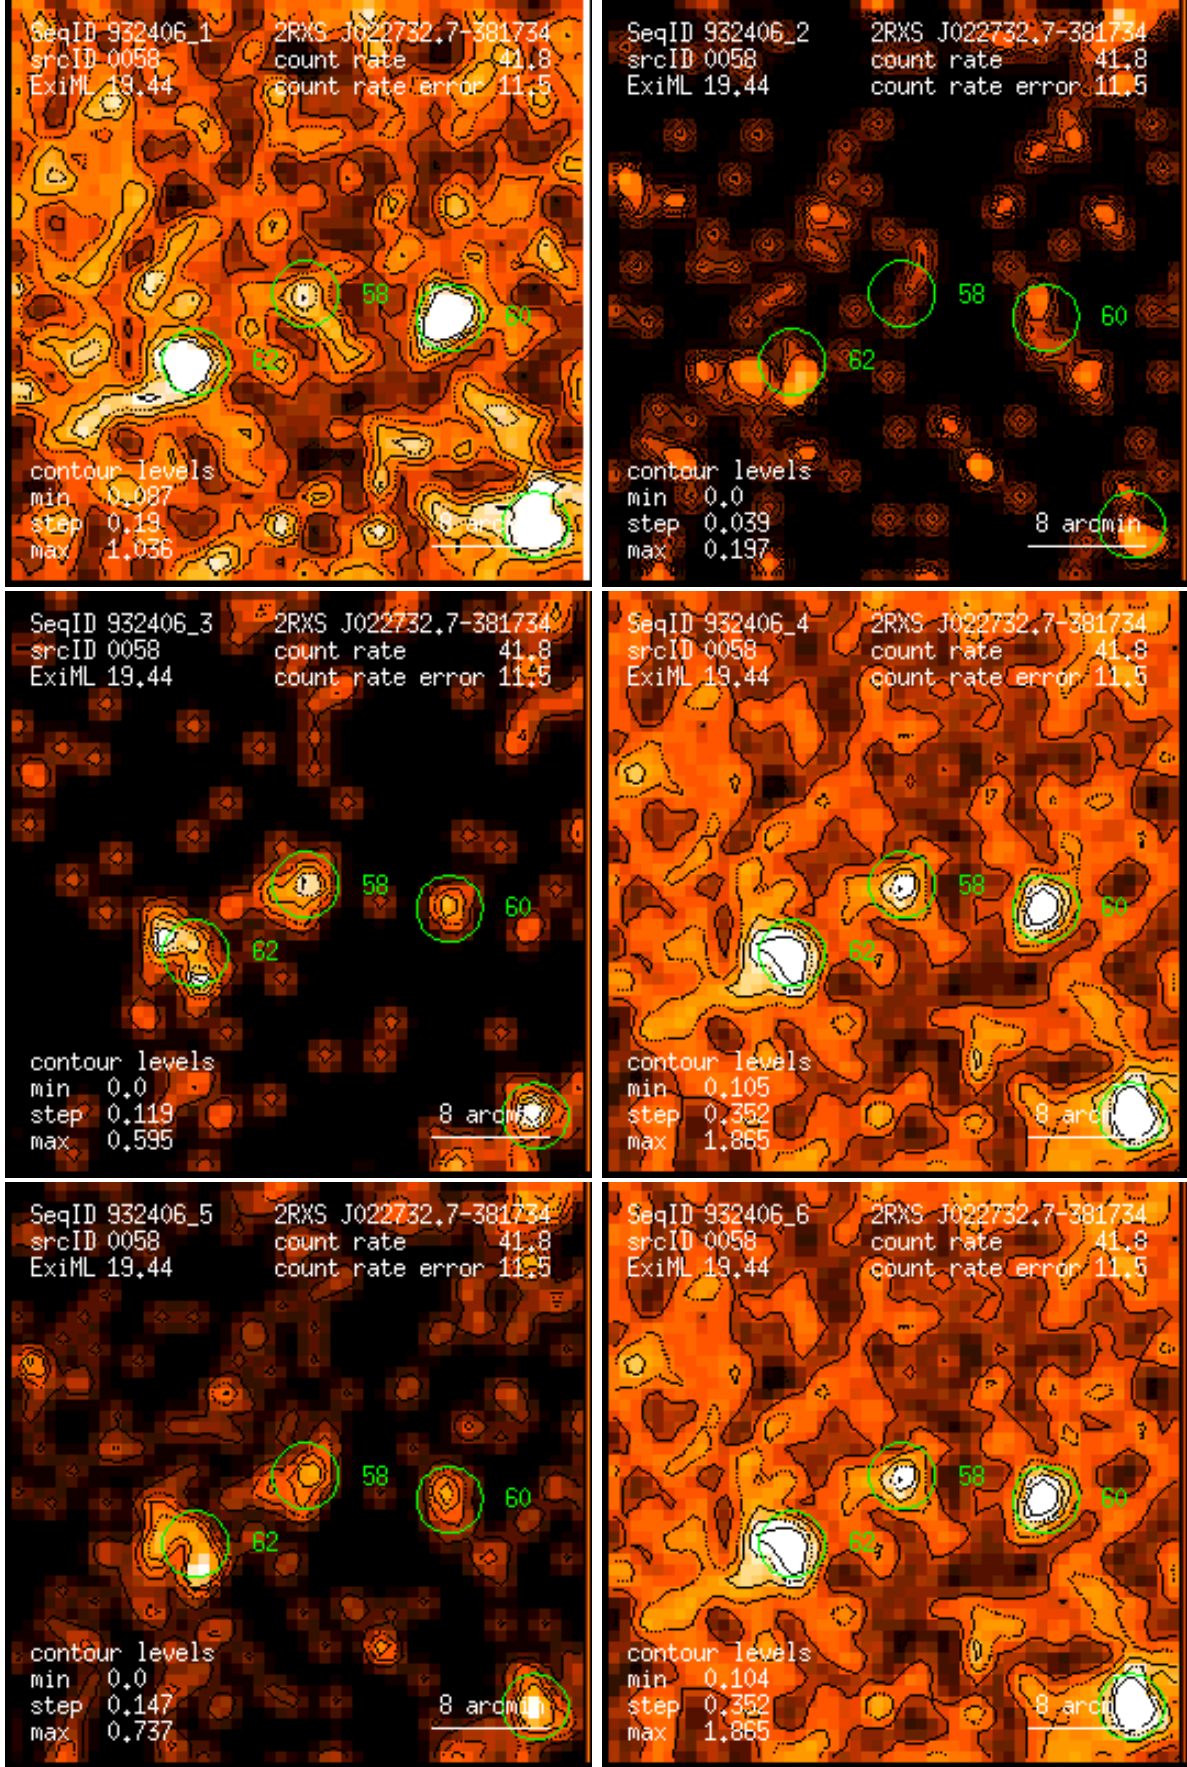 SeqID 932406_1 2RXS J022732.7-381734
srcID 0058 count rate 41.8
ExiML 19.44 count rate error 11.5
58
60
62
contour levels
min 0.087
step 0.19
max 1.036
8 arcmin
SeqID 932406_2 2RXS J022732.7-381734
srcID 0058 count rate 41.8
ExiML 19.44 count rate error 11.5
58
60
62
contour levels
min 0.0
step 0.039
max 0.197
8 arcmin
SeqID 932406_3 2RXS J022732.7-381734
srcID 0058 count rate 41.8
ExiML 19.44 count rate error 11.5
58
60
62
contour levels
min 0.0
step 0.119
max 0.595
8 arcmin
SeqID 932406_4 2RXS J022732.7-381734
srcID 0058 count rate 41.8
ExiML 19.44 count rate error 11.5
58
60
62
contour levels
min 0.105
step 0.352
max 1.865
8 arcmin
SeqID 932406_5 2RXS J022732.7-381734
srcID 0058 count rate 41.8
ExiML 19.44 count rate error 11.5
58
60
62
contour levels
min 0.0
step 0.147
max 0.737
8 arcmin
SeqID 932406_6 2RXS J022732.7-381734
srcID 0058 count rate 41.8
ExiML 19.44 count rate error 11.5
58
60
62
contour levels
min 0.104
step 0.352
max 1.865
8 arcmin